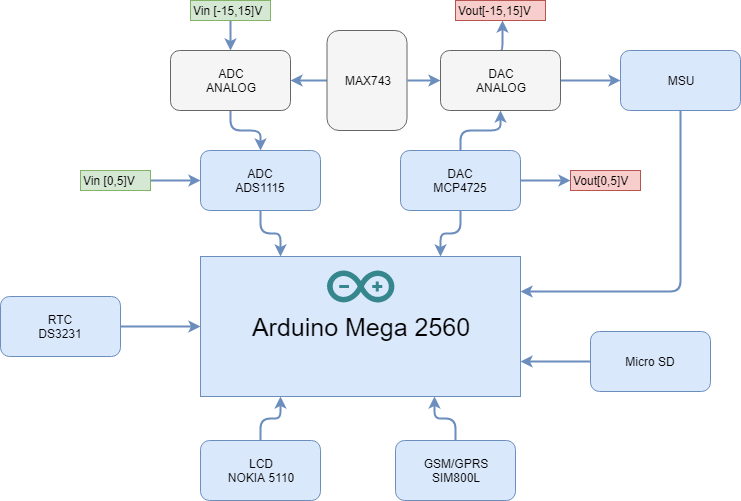 Vin [-15,15]V
Vout[-15,15]V
ADC
ANALOG
MAX743
DAC
ANALOG
MSU
Vin [0,5]V
ADC
ADS1115
DAC
MCP4725
Vout[0,5]V
Arduino Mega 2560
RTC
DS3231
Micro SD
LCD
NOKIA 5110
GSM/GPRS
SIM800L